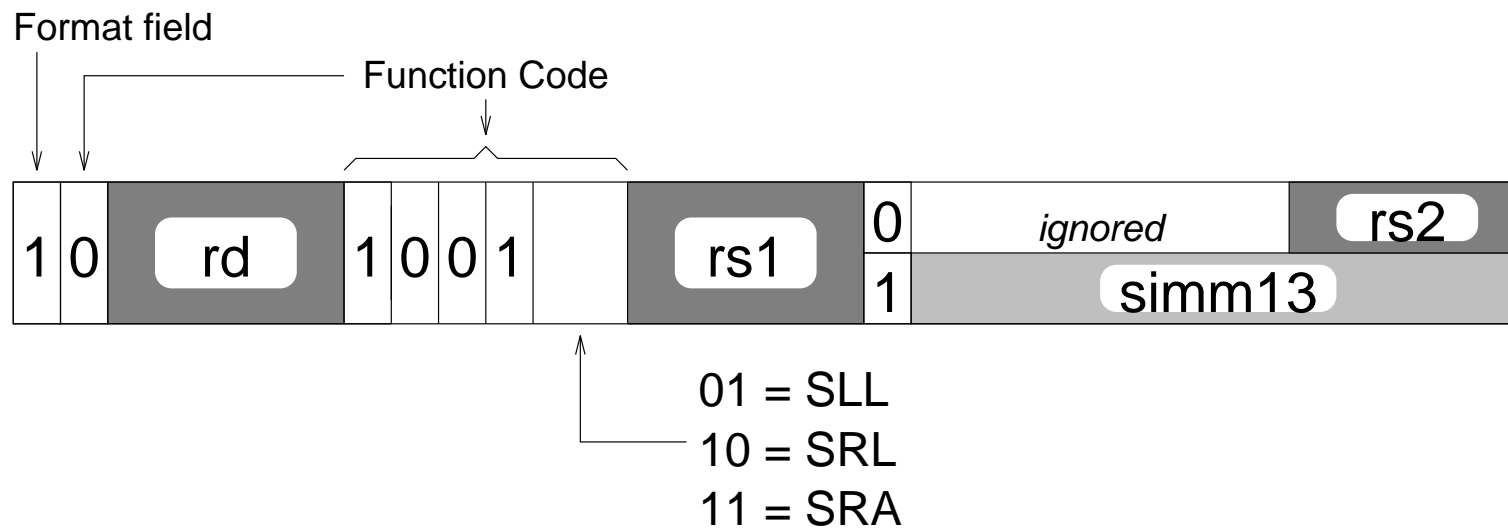 Format field
Function Code
1 0 rd 1 0 0 1 rs1 0 ignored rs2
1 simm13
01 = SLL
10 = SRL
11 = SRA